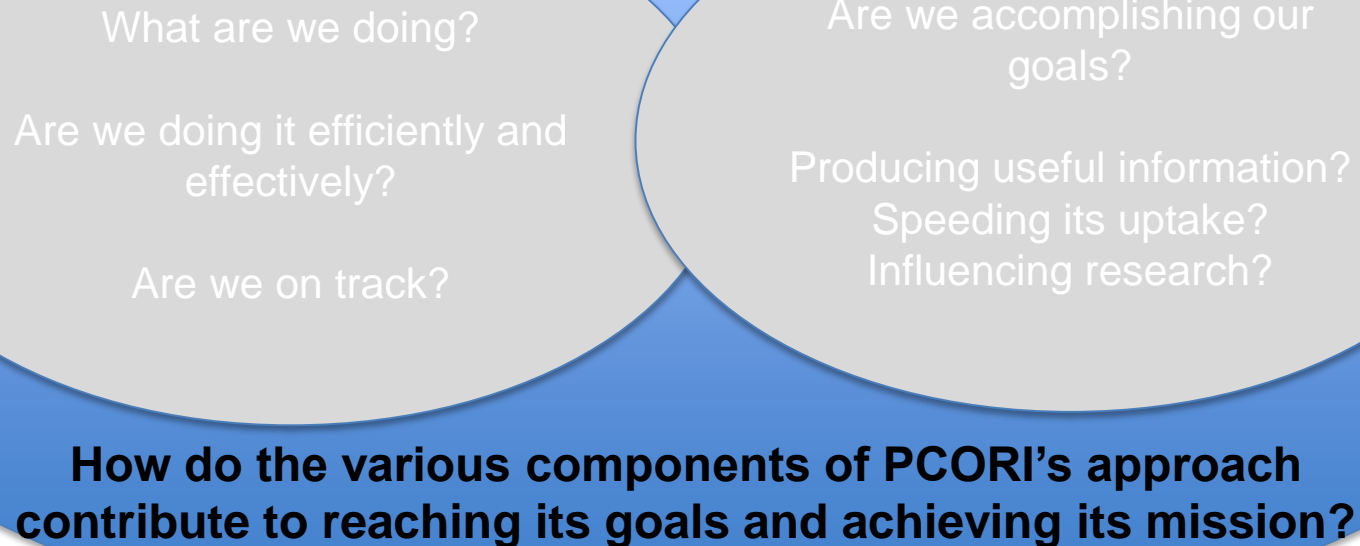 What are we doing?
Are we doing it efficiently and
effectively?
Are we on track?
Are we accomplishing our
goals?
Producing useful information?
Speeding its uptake?
Influencing research?
How do the various components of PCORI’s approach
contribute to reaching its goals and achieving its mission?